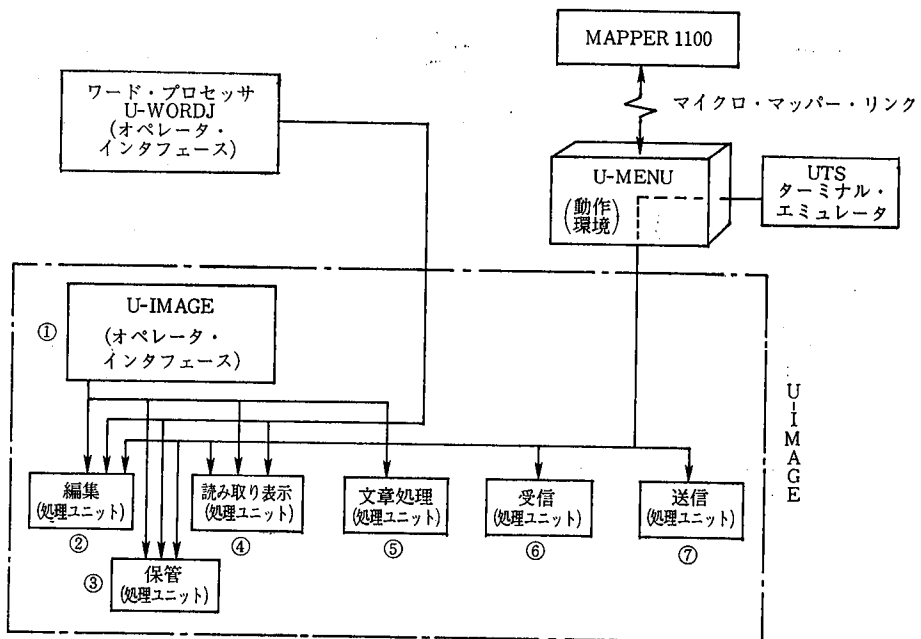 MAPPER 1100
マイクロ・マッパー・リンク
ワード・プロセッサ
U-WORDJ
(オペレータ・
インタフェース)
U-MENU
(動作
環境)
UTS
ターミナル・
エミュレータ
U-IMAGE
(オペレータ・
インタフェース)
①
U-IMAGE
編集
(処理ユニット)
②
保管
(処理ユニット)
③
読み取り表示
(処理ユニット)
④
文章処理
(処理ユニット)
⑤
受信
(処理ユニット)
⑥
送信
(処理ユニット)
⑦